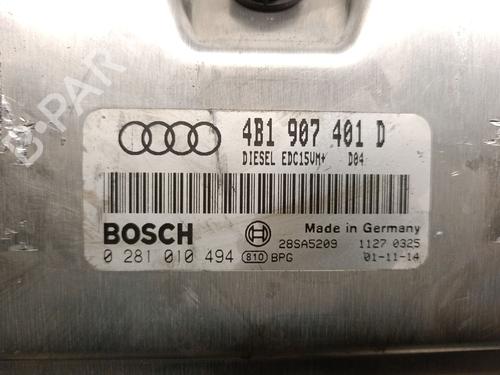 4B1 907 401 D
DIESEL EDC15VM+ D04
BOSCH
Made in Germany
28SA5209 1127 0325
0 281 010 494 810 BPG 01-11-14
B-PARTS